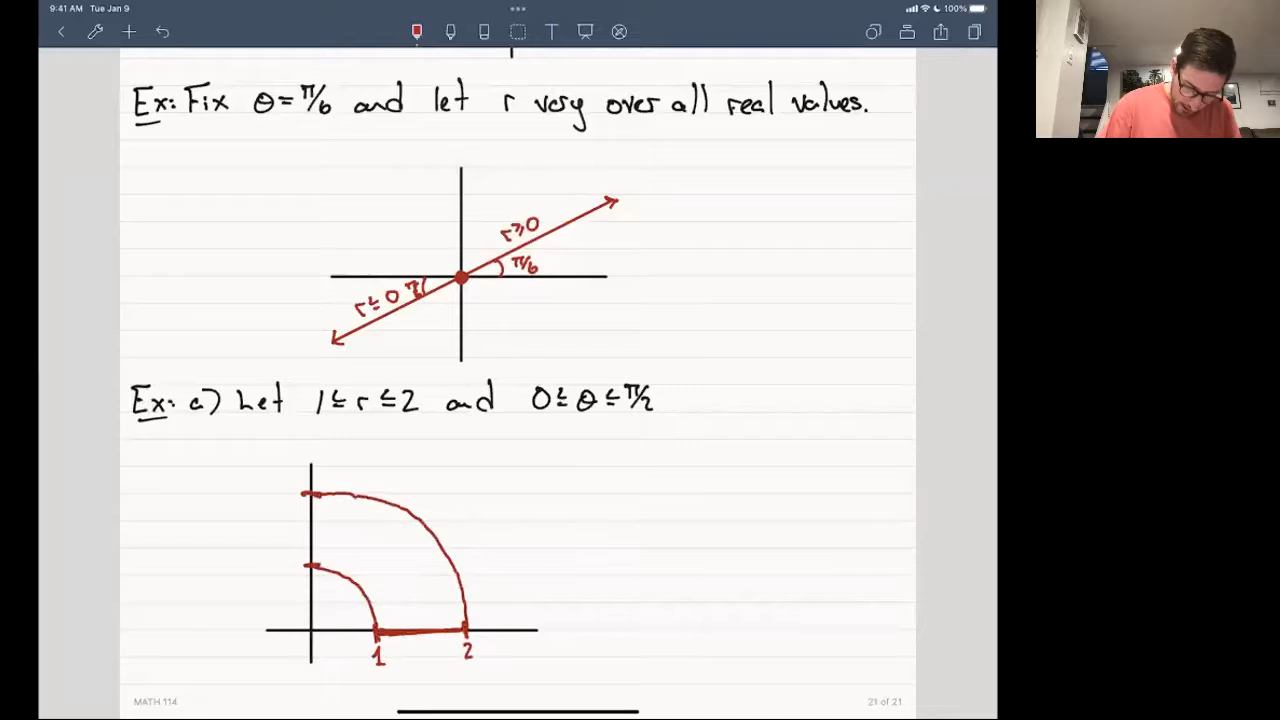 9:41 AM Tue Jan 9
100%
Ex: Fix θ=π/6 and let r very over all real values.
r≥0
π/6
r≤0
Ex: a) Let 1≤r≤2 and 0≤θ≤π/2
1
2
MATH 114
21 of 21